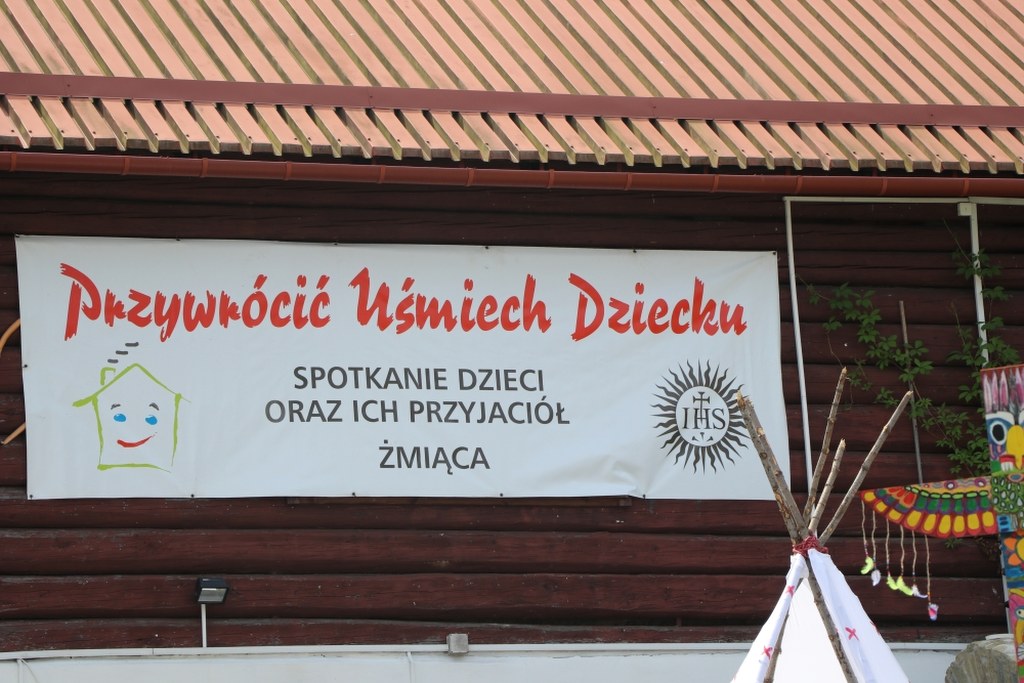 Przywrócić Uśmiech Dziecku
SPOTKANIE DZIECI
ORAZ ICH PRZYJACIÓŁ
ŻMIĄCA
IHS